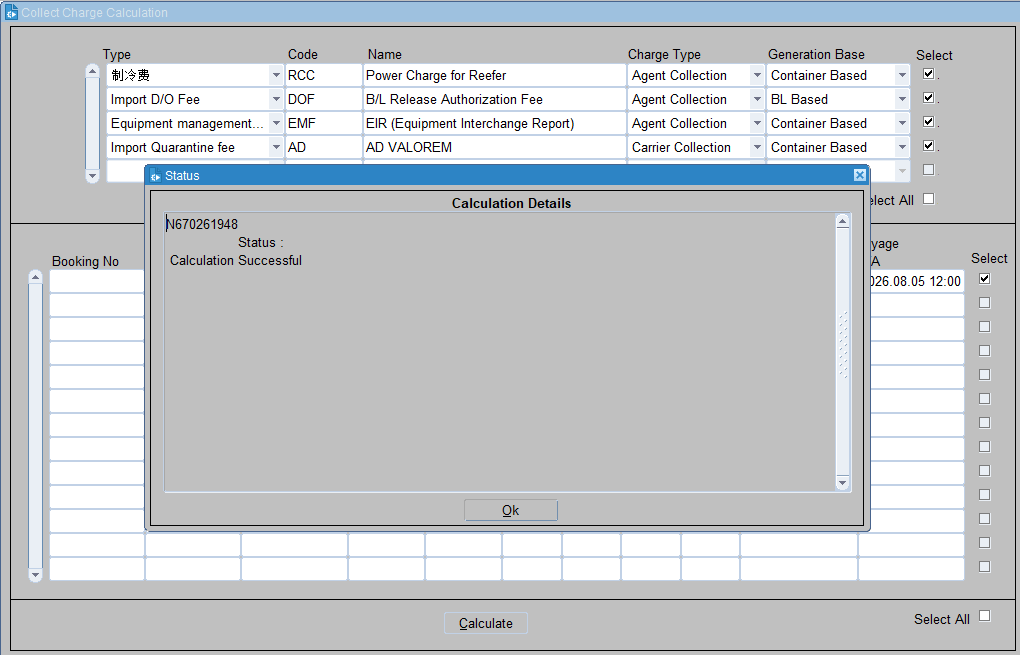 Collect Charge Calculation
Type Code Name Charge Type Generation Base Select
制冷费 RCC Power Charge for Reefer Agent Collection Container Based .
Import D/O Fee DOF B/L Release Authorization Fee Agent Collection BL Based .
Equipment management... EMF EIR (Equipment Interchange Report) Agent Collection Container Based .
Import Quarantine fee AD AD VALOREM Carrier Collection Container Based .
Status
Calculation Details
N670261948
Status :
Calculation Successful
Ok
elect All
yage
Booking No A Select
026.08.05 12:00
Calculate Select All